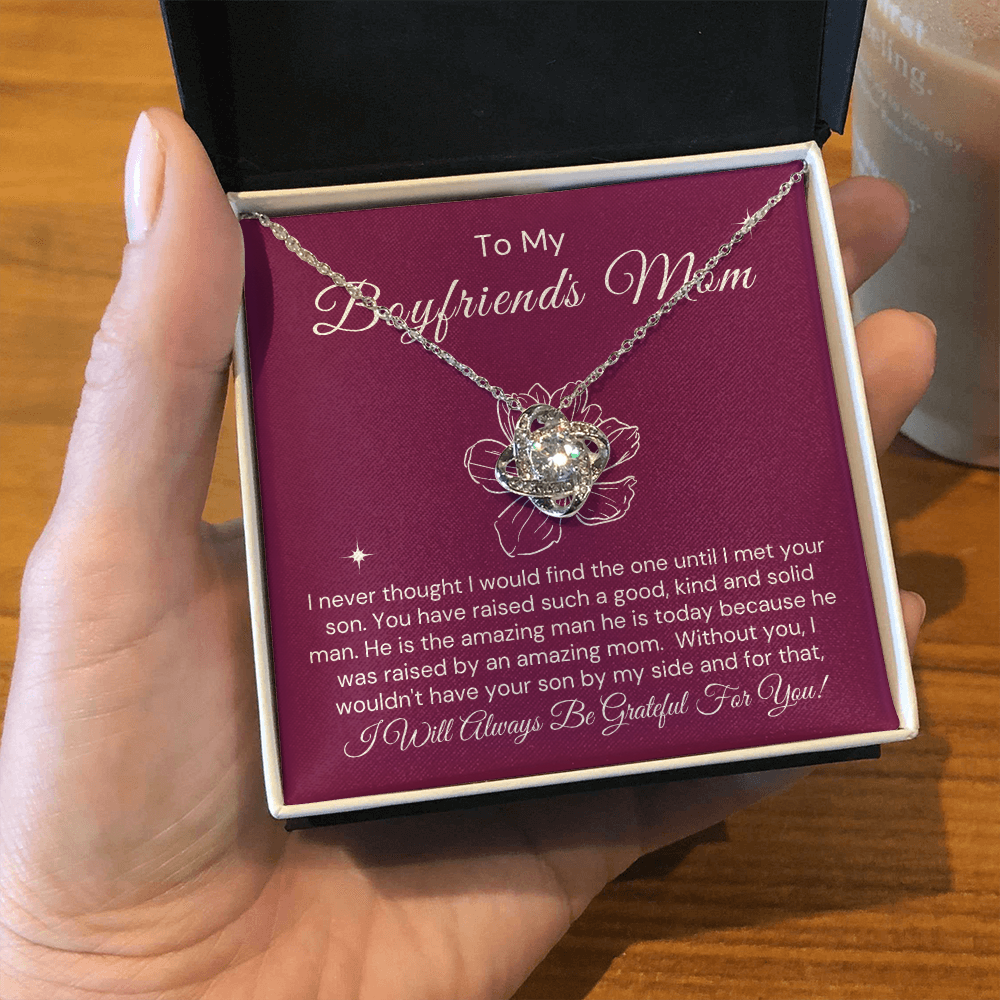 To My
Boyfriend's Mom
I never thought I would find the one until I met your
son. You have raised such a good, kind and solid
man. He is the amazing man he is today because he
was raised by an amazing mom.  Without you, I
wouldn't have your son by my side and for that,
I Will Always Be Grateful For You!